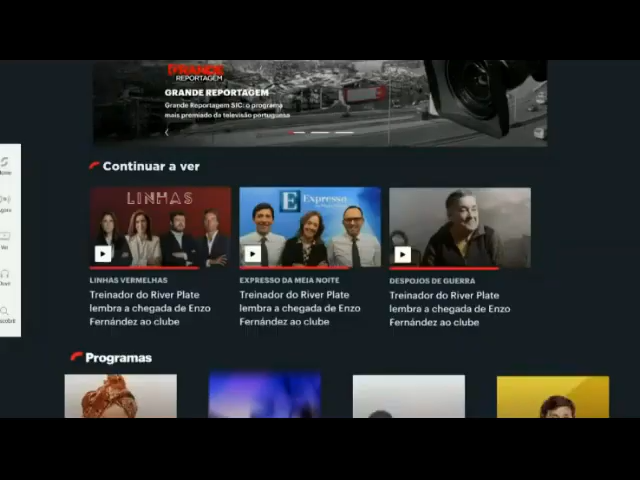 GRANDE
REPORTAGEM
GRANDE REPORTAGEM
Grande Reportagem SIC: o programa
mais premiado da televisão portuguesa
Continuar a ver
LINHAS
Expresso
LINHAS VERMELHAS
Treinador do River Plate
lembra a chegada de Enzo
Fernández ao clube
EXPRESSO DA MEIA NOITE
Treinador do River Plate
lembra a chegada de Enzo
Fernández ao clube
DESPOJOS DE GUERRA
Treinador do River Plate
lembra a chegada de Enzo
Fernández ao clube
Programas